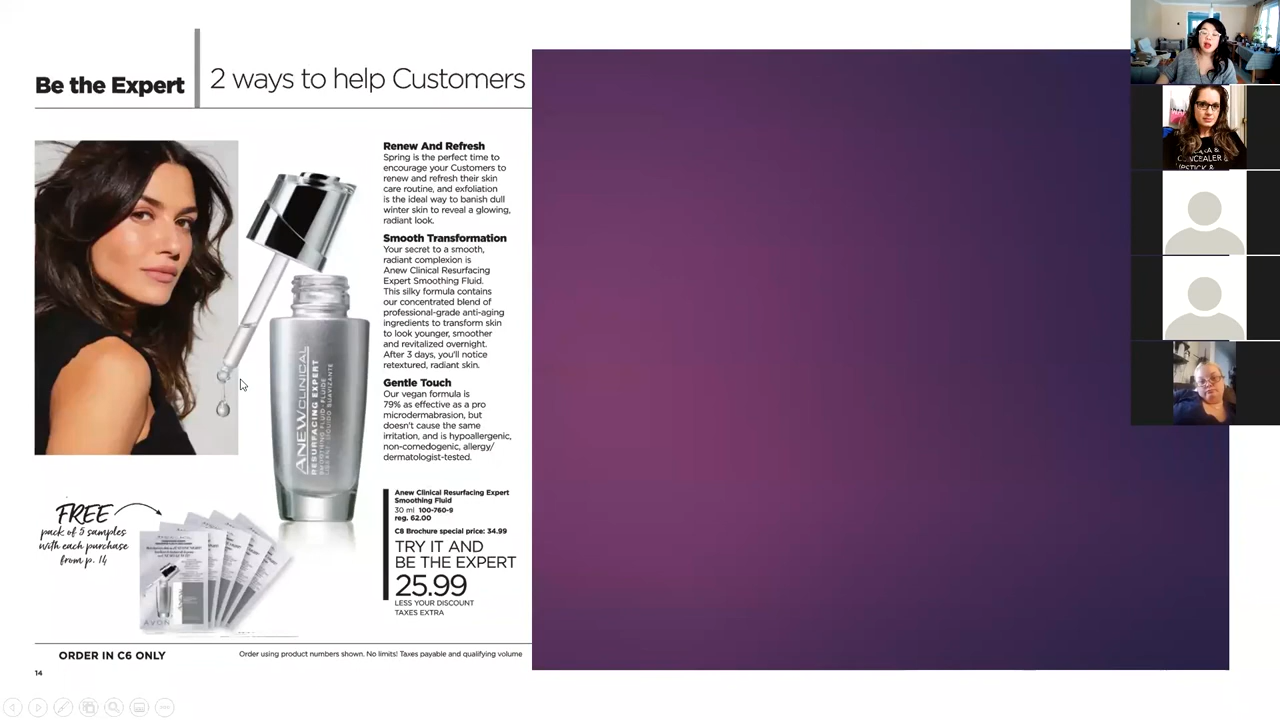 Be the Expert
2 ways to help Customers
Renew And Refresh
Spring is the perfect time to
encourage your Customers to
renew and refresh their skin
care routine, and exfoliation
is the ideal way to banish dull
winter skin to reveal a glowing,
radiant look.
Smooth Transformation
Your secret to a smooth,
radiant complexion is
Anew Clinical Resurfacing
Expert Smoothing Fluid.
This silky formula contains
our concentrated blend of
professional-grade anti-aging
ingredients to transform skin
to look younger, smoother
and revitalized overnight.
After 3 days, you'll notice
retextured, radiant skin.
Gentle Touch
Our vegan formula is
79% as effective as a pro
microdermabrasion, but
doesn't cause the same
irritation, and is hypoallergenic,
non-comedogenic, allergy/
dermatologist-tested.
ANEW CLINICAL
RESURFACING EXPERT
SMOOTHING FLUID · FLUIDE
LISSANT · LÍQUIDO SUAVIZANTE
FREE
pack of 5 samples
with each purchase
from p. 14
AVON
Anew Clinical Resurfacing Expert
Smoothing Fluid
30 ml 100-760-9
reg. 62.00
C8 Brochure special price: 34.99
TRY IT AND
BE THE EXPERT
25.99
LESS YOUR DISCOUNT
TAXES EXTRA
ORDER IN C6 ONLY
Order using product numbers shown. No limits! Taxes payable and qualifying volume
14
CONCEALER